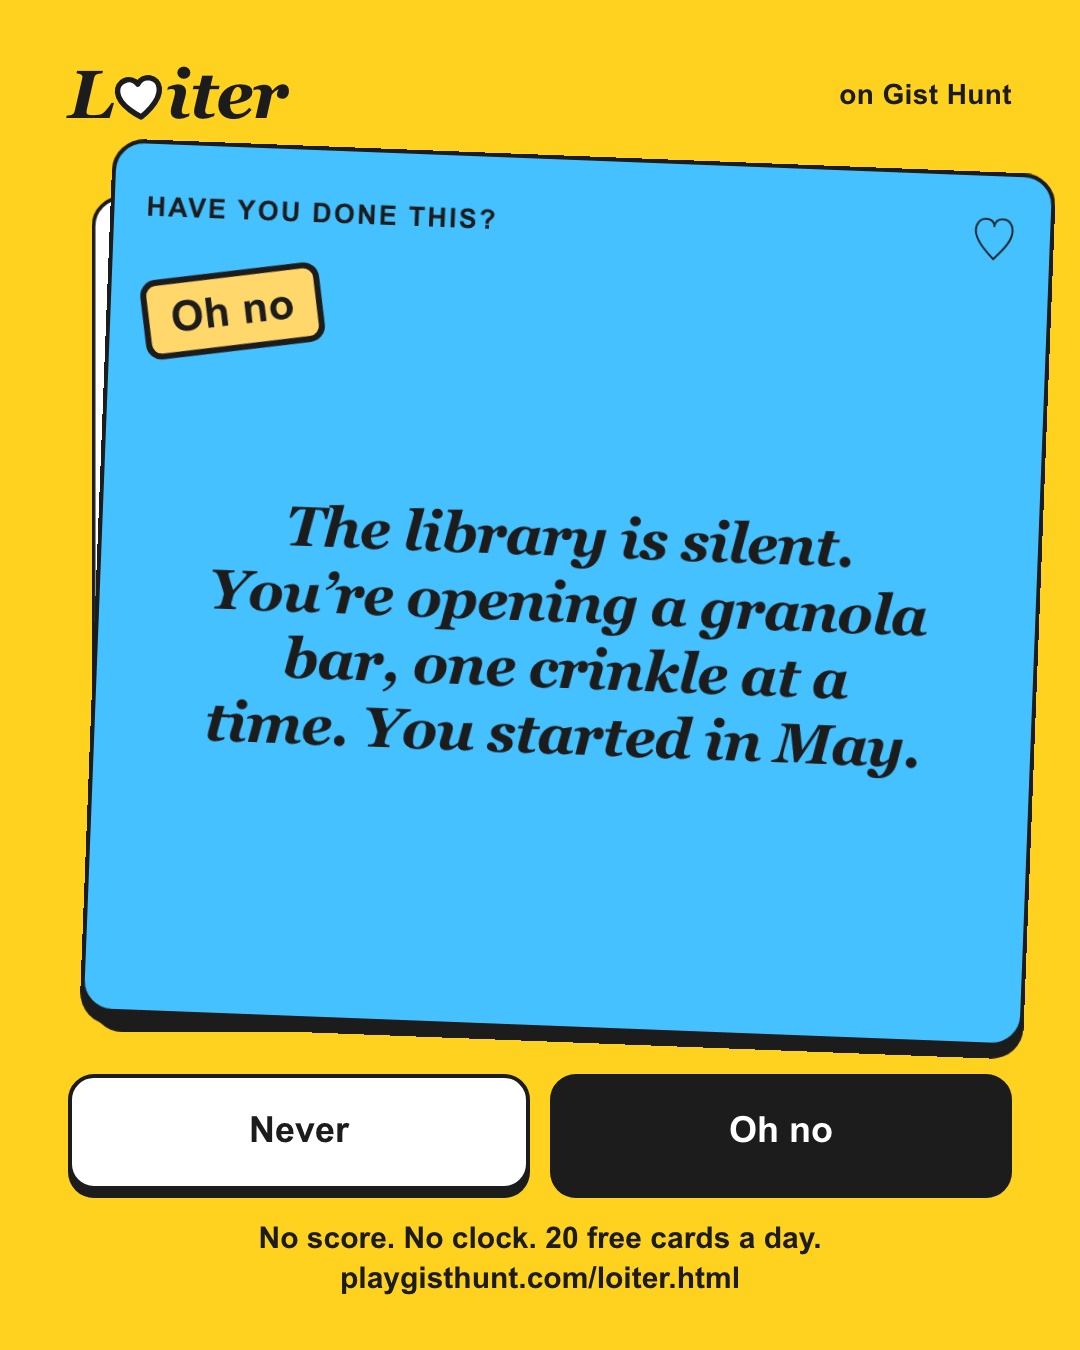 Loiter
on Gist Hunt
HAVE YOU DONE THIS?
Oh no
The library is silent.
You’re opening a granola
bar, one crinkle at a
time. You started in May.
Never
Oh no
No score. No clock. 20 free cards a day.
playgisthunt.com/loiter.html